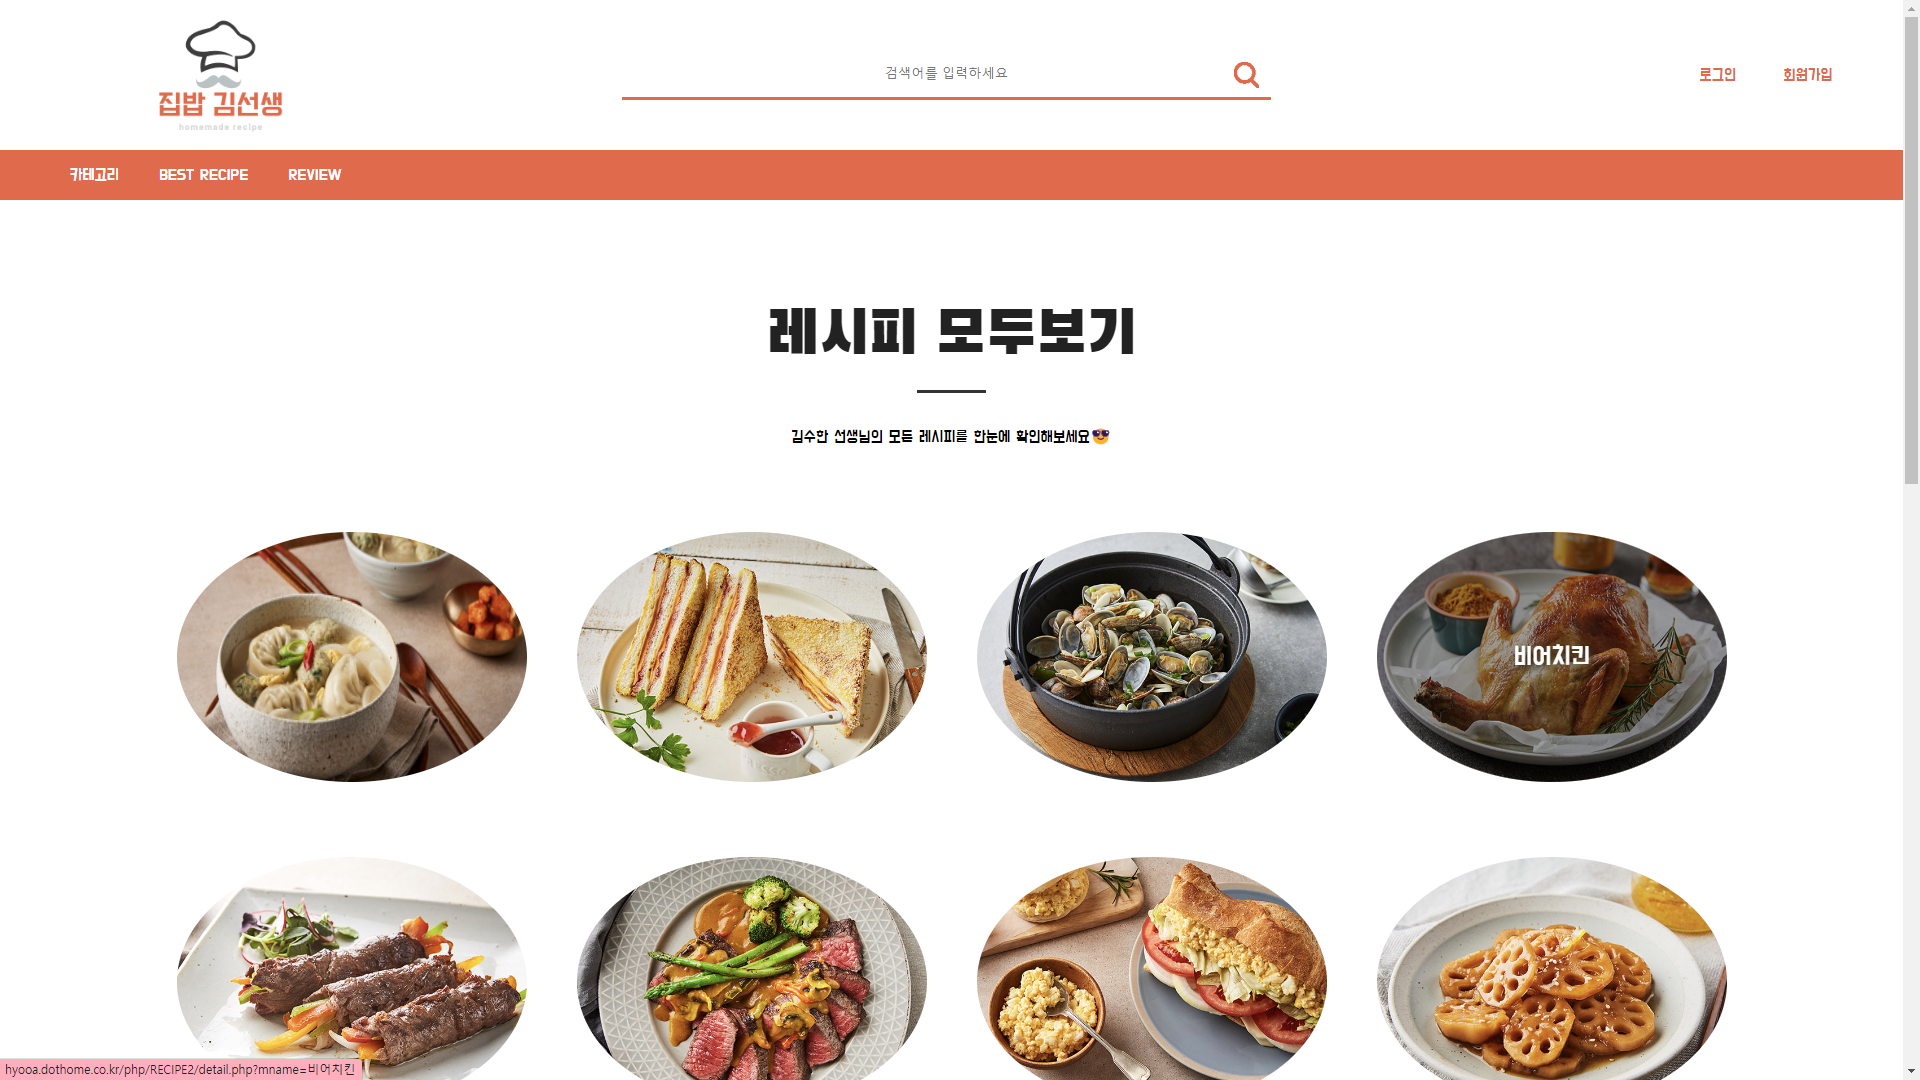 집밥 김선생
homemade recipe
검색어를 입력하세요
로그인
회원가입
카테고리
BEST RECIPE
REVIEW
레시피 모두보기
김수한 선생님의 모든 레시피를 한눈에 확인해보세요😎
비어치킨
hyooa.dothome.co.kr/php/RECIPE2/detail.php?mname=비어치킨